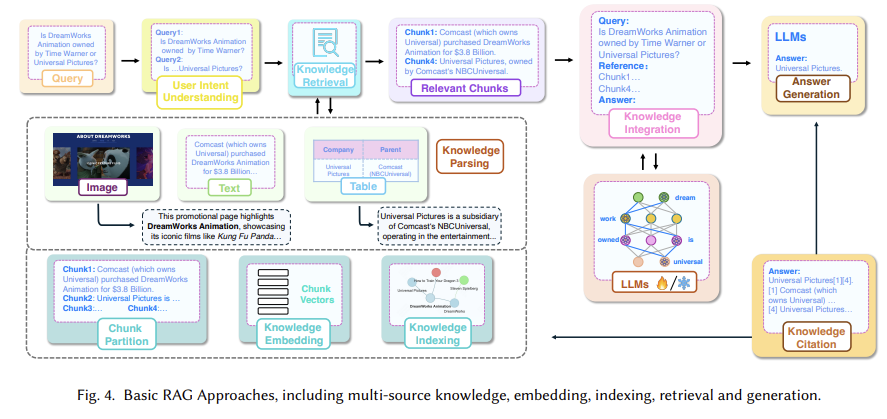 Is DreamWorks
Animation owned
by Time Warner or
Universal Pictures?
Query
Query1:
Is DreamWorks Animation
owned by Time Warner?
Query2:
Is …Universal Pictures?
User Intent
Understanding
Knowledge
Retrieval
Chunk1: Comcast (which owns
Universal) purchased DreamWorks
Animation for $3.8 Billion.
Chunk4: Universal Pictures, owned
by Comcast's NBCUniversal.
Relevant Chunks
Query:
Is DreamWorks Animation
owned by Time Warner or
Universal Pictures?
Reference:
Chunk1…
Chunk4…
Answer:
Knowledge
Integration
LLMs
Answer:
Universal Pictures.
Answer
Generation
ABOUT DREAMWORKS
Image
Comcast (which owns
Universal) purchased
DreamWorks Animation
for $3.8 Billion…
Text
Company Parent
Universal Pictures Comcast (NBCUniversal)
Table
Knowledge
Parsing
This promotional page highlights
DreamWorks Animation, showcasing
its iconic films like Kung Fu Panda…
Universal Pictures is a subsidiary
of Comcast's NBCUniversal,
operating in the entertainment...
dream
work
owned
is
universal
LLMs /
Chunk1: Comcast (which owns
Universal) purchased DreamWorks
Animation for $3.8 Billion.
Chunk2: Universal Pictures is …
Chunk3:… Chunk4:…
Chunk
Partition
Chunk
Vectors
Knowledge
Embedding
How to Train Your Dragon 3
Steven Spielberg
Universal Pictures
DreamWorks Animation
DreamWorks
Knowledge
Indexing
Answer:
Universal Pictures[1][4].
[1] Comcast (which
owns Universal) …
[4] Universal Pictures…
Knowledge
Citation
Fig. 4. Basic RAG Approaches, including multi-source knowledge, embedding, indexing, retrieval and generation.